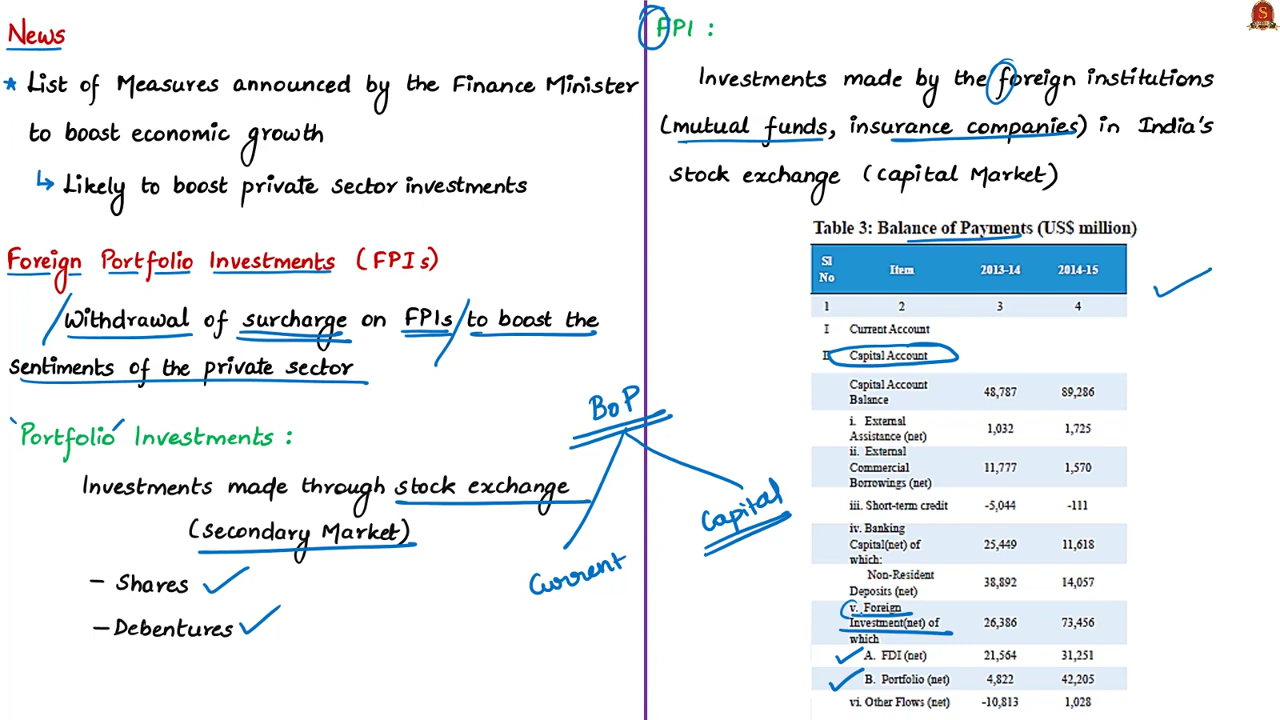 News
* List of Measures announced by the Finance Minister
to boost economic growth
↳ Likely to boost private sector investments
Foreign Portfolio Investments (FPIs)
Withdrawal of surcharge on FPIs to boost the
sentiments of the private sector
'Portfolio' Investments :
Investments made through stock exchange
(Secondary Market)
- Shares
- Debentures
BoP
Current
Capital
FPI :
Investments made by the foreign institutions
(mutual funds, insurance companies) in India's
stock exchange (Capital Market)
Table 3: Balance of Payments (US$ million)
Sl No Item 2013-14 2014-15
1 2 3 4
I Current Account
II Capital Account
Capital Account Balance 48,787 89,286
i. External Assistance (net) 1,032 1,725
ii. External Commercial Borrowings (net) 11,777 1,570
iii. Short-term credit -5,044 -111
iv. Banking Capital(net) of which: 25,449 11,618
Non-Resident Deposits (net) 38,892 14,057
v. Foreign Investment(net) of which 26,386 73,456
A. FDI (net) 21,564 31,251
B. Portfolio (net) 4,822 42,205
vi. Other Flows (net) -10,813 1,028
S